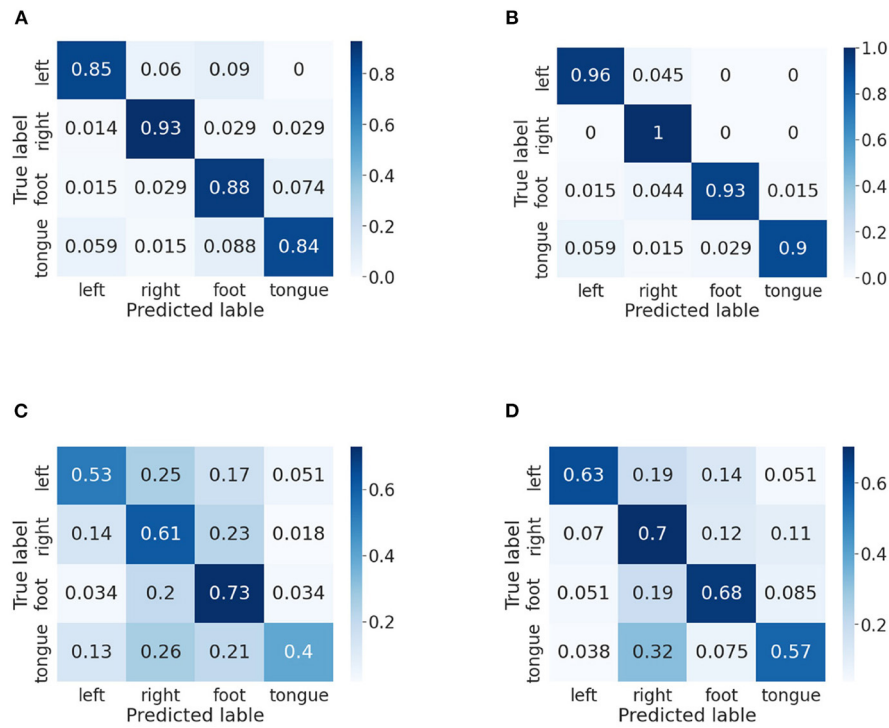 A
left 0.85 0.06 0.09 0 0.8
right 0.014 0.93 0.029 0.029 0.6
foot 0.015 0.029 0.88 0.074 0.4
tongue 0.059 0.015 0.088 0.84 0.2
0.0
True label
left right foot tongue
Predicted lable
B
1.0
left 0.96 0.045 0 0 0.8
right 0 1 0 0 0.6
foot 0.015 0.044 0.93 0.015 0.4
tongue 0.059 0.015 0.029 0.9 0.2
0.0
True label
left right foot tongue
Predicted lable
C
left 0.53 0.25 0.17 0.051 0.6
right 0.14 0.61 0.23 0.018
foot 0.034 0.2 0.73 0.034 0.4
tongue 0.13 0.26 0.21 0.4 0.2
True label
left right foot tongue
Predicted lable
D
left 0.63 0.19 0.14 0.051 0.6
right 0.07 0.7 0.12 0.11
foot 0.051 0.19 0.68 0.085 0.4
tongue 0.038 0.32 0.075 0.57 0.2
True label
left right foot tongue
Predicted lable